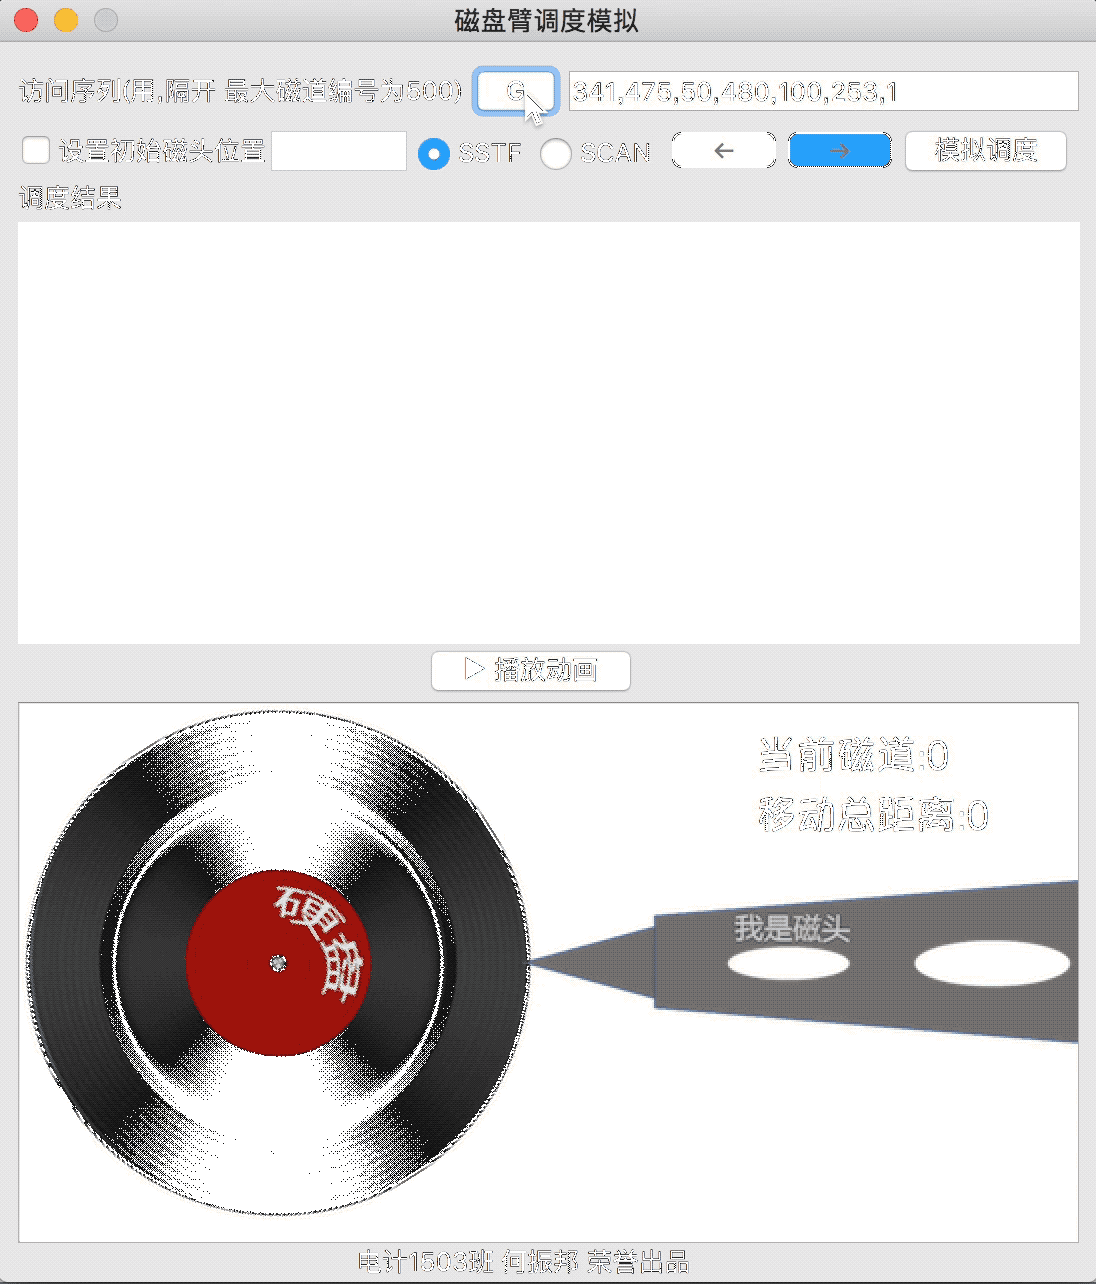 磁盘臂调度模拟
访问序列(用,隔开 最大磁道编号为500) G 341,475,50,480,100,253,1
设置初始磁头位置 SSTF SCAN ← → 模拟调度
调度结果
▷ 播放动画
当前磁道:0
移动总距离:0
硬盘
我是磁头
电计1503班 何振邦 荣誉出品